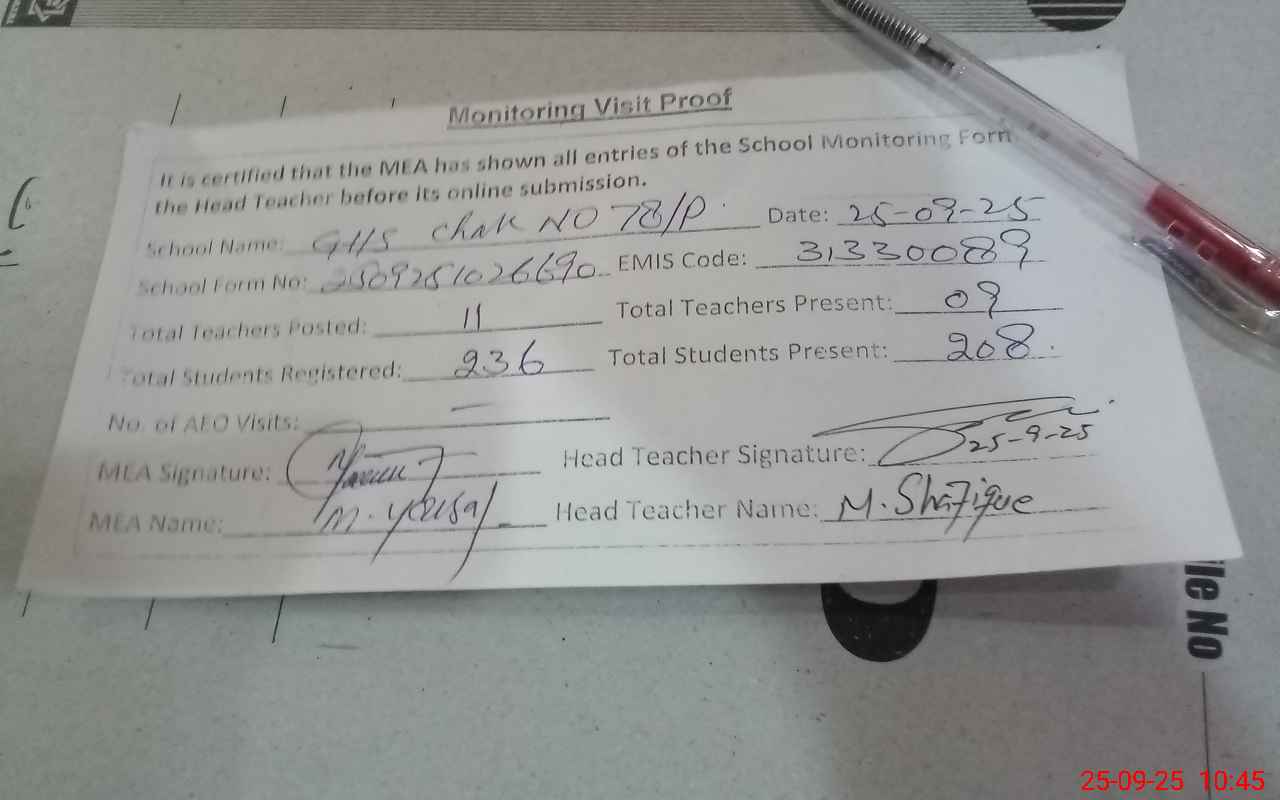 Monitoring Visit Proof
It is certified that the MEA has shown all entries of the School Monitoring Form
the Head Teacher before its online submission.
School Name: GHS Chak NO 78/P Date: 25-09-25
School Form No: 2509251026690 EMIS Code: 31330089
Total Teachers Posted: 11 Total Teachers Present: 09
Total Students Registered: 236 Total Students Present: 208
No. of AEO Visits: —
MEA Signature: Head Teacher Signature: 25-9-25
MEA Name: M. Yousaf Head Teacher Name: M. Shafique
ile No
25-09-25 10:45